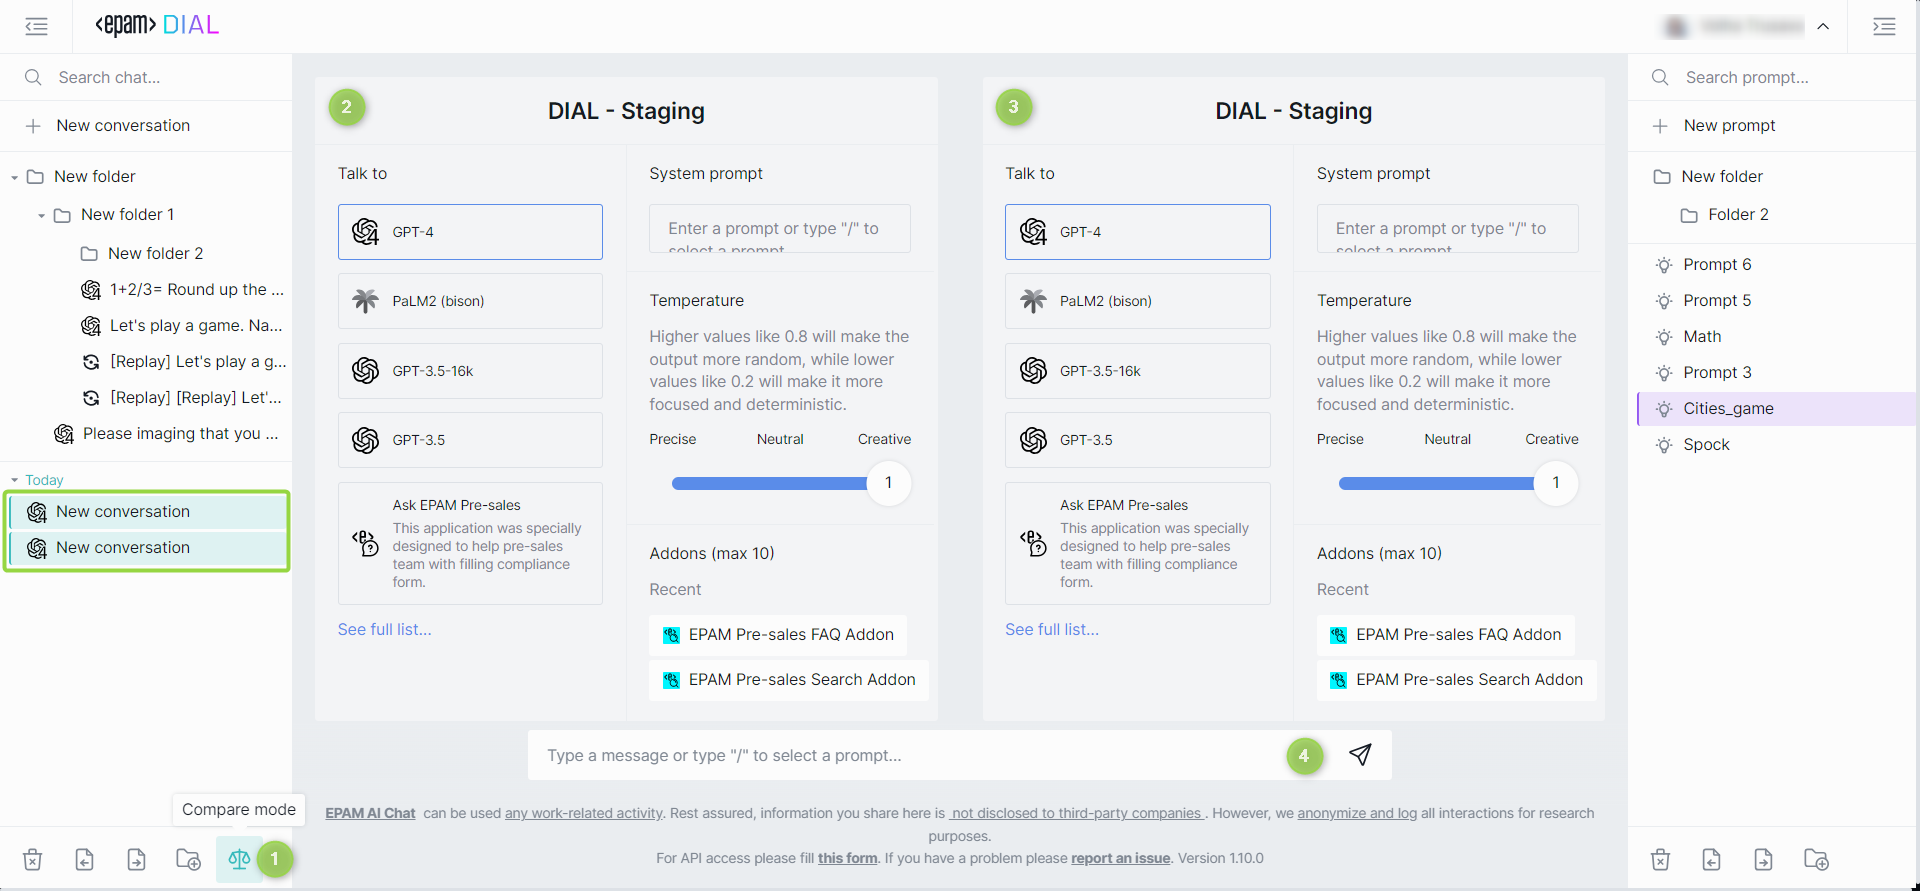 <epam> DIAL
Search chat...
New conversation
New folder
New folder 1
New folder 2
1+2/3= Round up the ...
Let's play a game. Na...
[Replay] Let's play a g...
[Replay] [Replay] Let'...
Please imaging that you ...
Today
New conversation
New conversation
Compare mode
1
2
DIAL - Staging
Talk to
GPT-4
PaLM2 (bison)
GPT-3.5-16k
GPT-3.5
Ask EPAM Pre-sales
This application was specially
designed to help pre-sales
team with filling compliance
form.
See full list...
System prompt
Enter a prompt or type "/" to
select a prompt
Temperature
Higher values like 0.8 will make the
output more random, while lower
values like 0.2 will make it more
focused and deterministic.
Precise Neutral Creative
1
Addons (max 10)
Recent
EPAM Pre-sales FAQ Addon
EPAM Pre-sales Search Addon
3
DIAL - Staging
Talk to
GPT-4
PaLM2 (bison)
GPT-3.5-16k
GPT-3.5
Ask EPAM Pre-sales
This application was specially
designed to help pre-sales
team with filling compliance
form.
See full list...
System prompt
Enter a prompt or type "/" to
select a prompt
Temperature
Higher values like 0.8 will make the
output more random, while lower
values like 0.2 will make it more
focused and deterministic.
Precise Neutral Creative
1
Addons (max 10)
Recent
EPAM Pre-sales FAQ Addon
EPAM Pre-sales Search Addon
Type a message or type "/" to select a prompt...
4
EPAM AI Chat can be used any work-related activity. Rest assured, information you share here is not disclosed to third-party companies . However, we anonymize and log all interactions for research
purposes.
For API access please fill this form. If you have a problem please report an issue. Version 1.10.0
Search prompt...
New prompt
New folder
Folder 2
Prompt 6
Prompt 5
Math
Prompt 3
Cities_game
Spock